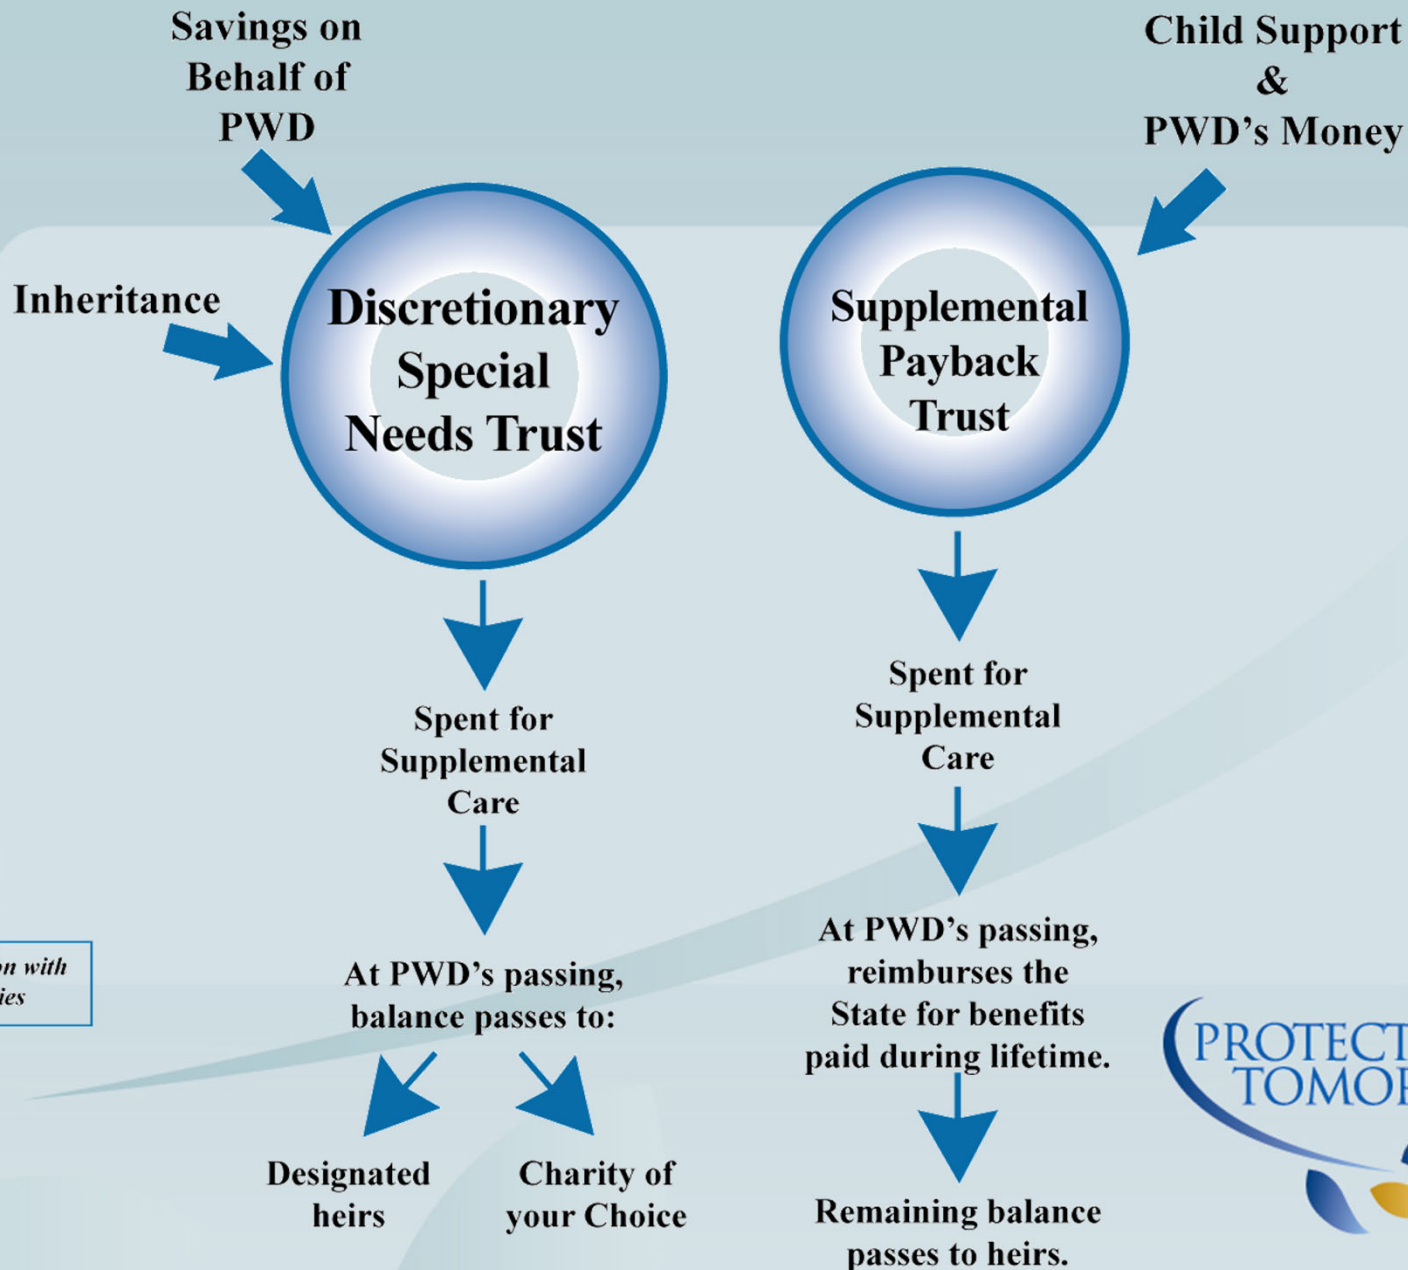 Savings on
Behalf of
PWD
Inheritance
Discretionary
Special
Needs Trust
Spent for
Supplemental
Care
At PWD's passing,
balance passes to:
Designated
heirs
Charity of
your Choice
Child Support
&
PWD's Money
Supplemental
Payback
Trust
Spent for
Supplemental
Care
At PWD's passing,
reimburses the
State for benefits
paid during lifetime.
Remaining balance
passes to heirs.
with
PROTECT